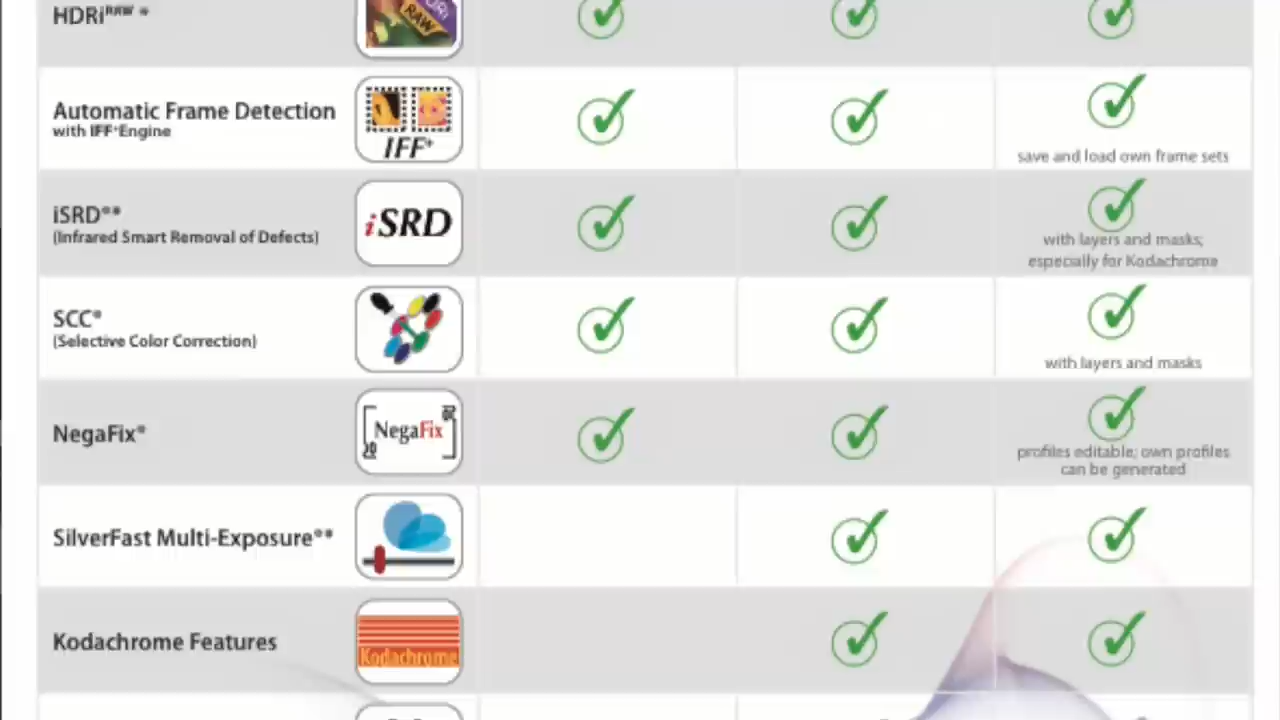 HDRiRAW *
RAW
Automatic Frame Detection
with IFF+Engine
IFF+
save and load own frame sets
iSRD®*
(Infrared Smart Removal of Defects)
iSRD
with layers and masks;
especially for Kodachrome
SCC®
(Selective Color Correction)
with layers and masks
NegaFix®
NegaFix
20
profiles editable; own profiles
can be generated
SilverFast Multi-Exposure®*
Kodachrome Features
Kodachrome